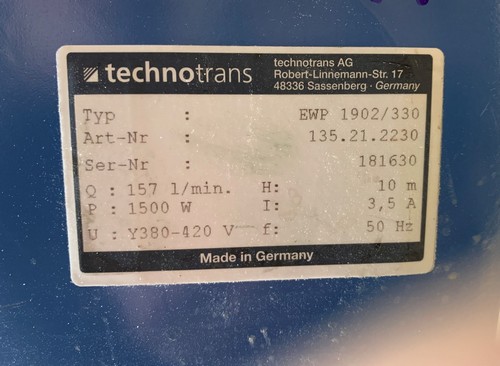 technotrans
technotrans AG
Robert-Linnemann-Str. 17
48336 Sassenberg · Germany
Typ : EWP 1902/330
Art-Nr : 135.21.2230
Ser-Nr : 181630
Q : 157 l/min. H: 10 m
P : 1500 W I: 3,5 A
U : Y380-420 V f: 50 Hz
Made in Germany